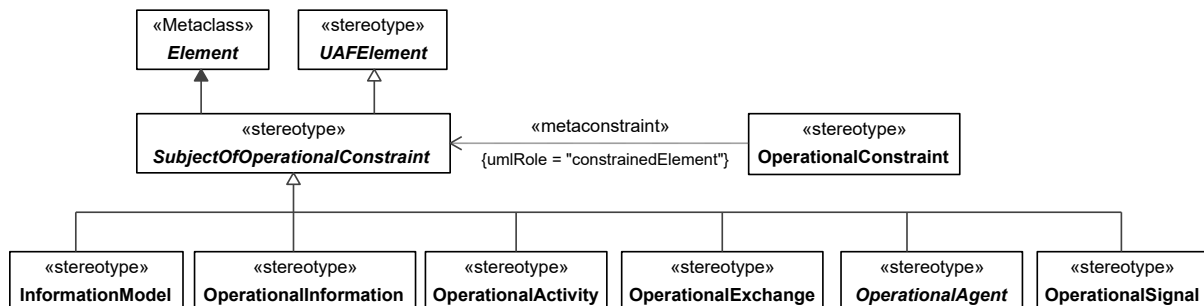 «Metaclass»
Element
«stereotype»
UAFElement
«stereotype»
SubjectOfOperationalConstraint
«metaconstraint»
{umlRole = "constrainedElement"}
«stereotype»
OperationalConstraint
«stereotype»
InformationModel
«stereotype»
OperationalInformation
«stereotype»
OperationalActivity
«stereotype»
OperationalExchange
«stereotype»
OperationalAgent
«stereotype»
OperationalSignal